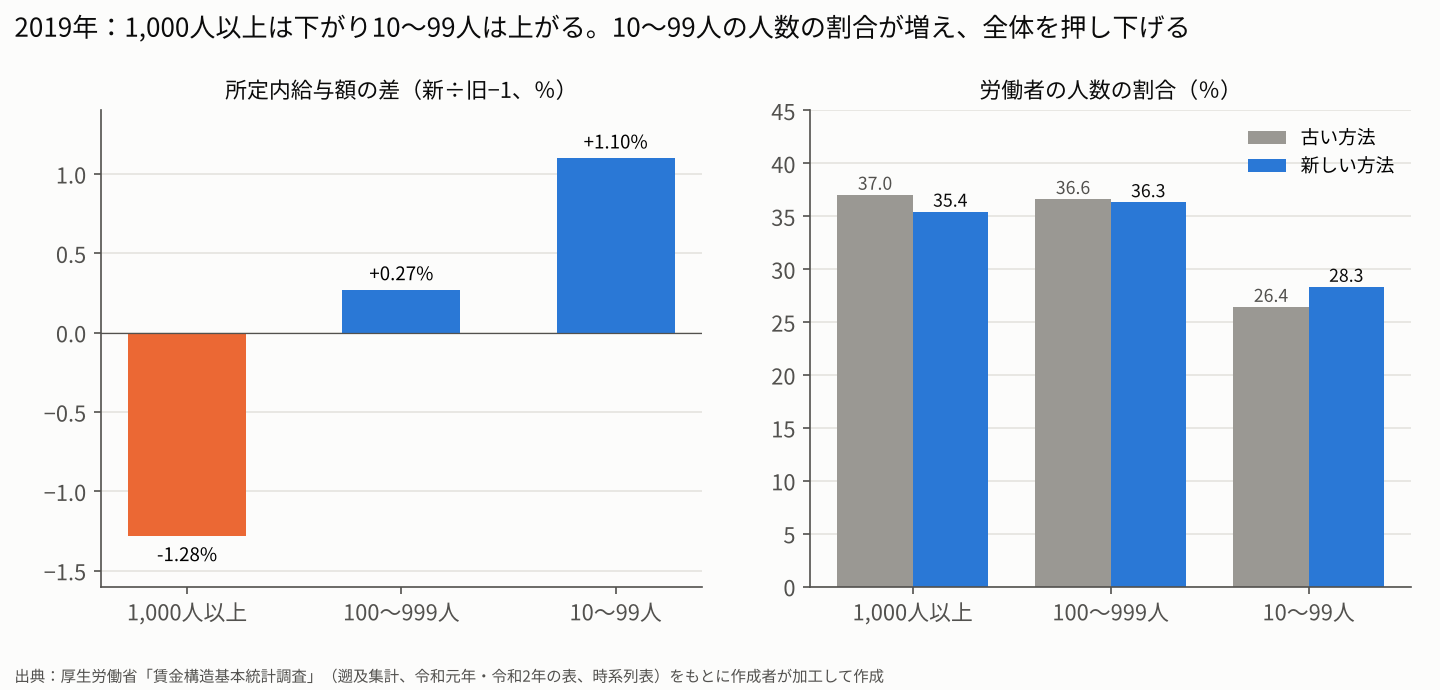 2019年：1,000人以上は下がり10〜99人は上がる。10〜99人の人数の割合が増え、全体を押し下げる
所定内給与額の差（新÷旧−1、%）
1.0
0.5
0.0
−0.5
−1.0
−1.5
+1.10%
+0.27%
-1.28%
1,000人以上
100〜999人
10〜99人
労働者の人数の割合（%）
45
40
35
30
25
20
15
10
5
0
古い方法
新しい方法
37.0
35.4
36.6
36.3
26.4
28.3
1,000人以上
100〜999人
10〜99人
出典：厚生労働省「賃金構造基本統計調査」（遡及集計、令和元年・令和2年の表、時系列表）をもとに作成者が加工して作成